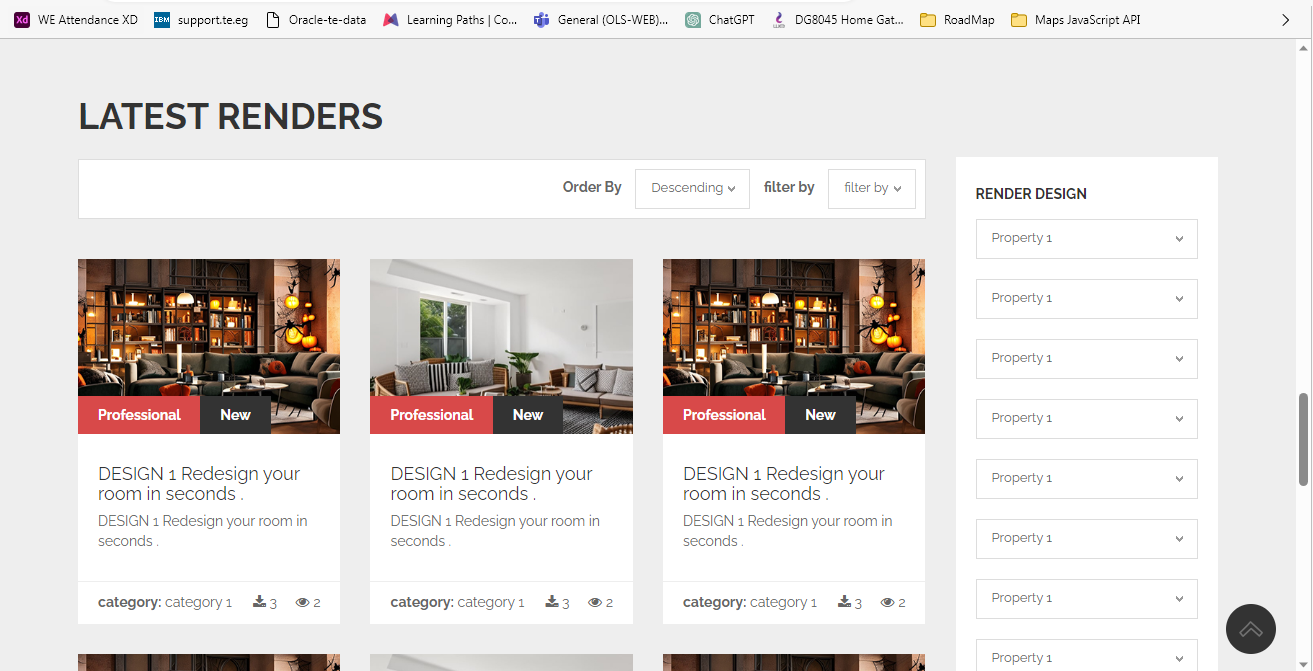 WE Attendance XD
support.te.eg
Oracle-te-data
Learning Paths | Co...
General (OLS-WEB)...
ChatGPT
DG8045 Home Gat...
RoadMap
Maps JavaScript API
LATEST RENDERS
Order By
Descending
filter by
filter by
Professional
New
DESIGN 1 Redesign your
room in seconds .
DESIGN 1 Redesign your room in
seconds .
category: category 1
3
2
Professional
New
DESIGN 1 Redesign your
room in seconds .
DESIGN 1 Redesign your room in
seconds .
category: category 1
3
2
Professional
New
DESIGN 1 Redesign your
room in seconds .
DESIGN 1 Redesign your room in
seconds .
category: category 1
3
2
RENDER DESIGN
Property 1
Property 1
Property 1
Property 1
Property 1
Property 1
Property 1
Property 1